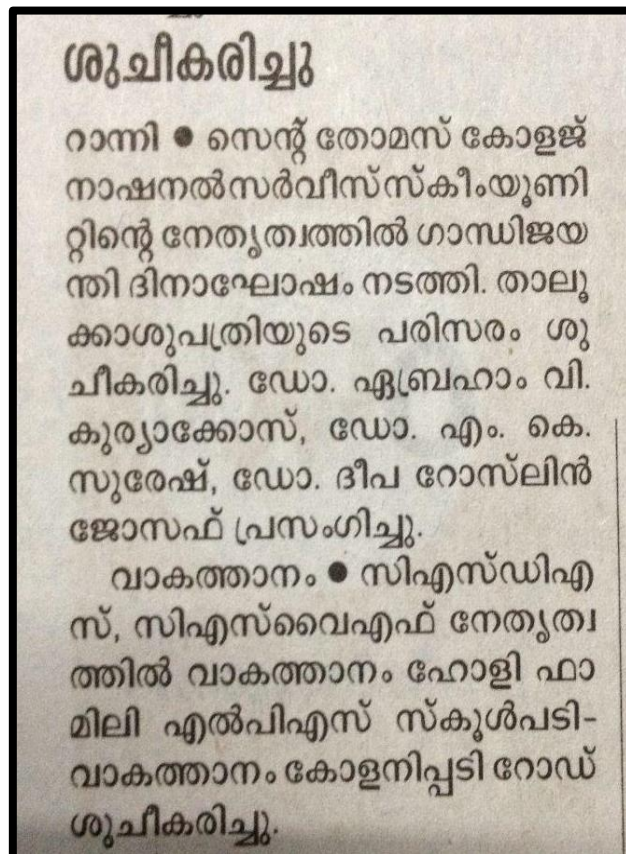 ശുചീകരിച്ചു
റാന്നി ● സെന്റ് തോമസ് കോളജ്
നാഷനൽസർവീസ്സ്കീംയൂണി
റ്റിന്റെ നേതൃത്വത്തിൽ ഗാന്ധിജയ
ന്തി ദിനാഘോഷം നടത്തി. താലൂ
ക്കാശുപത്രിയുടെ പരിസരം ശു
ചീകരിച്ചു. ഡോ. ഏബ്രഹാം വി.
കുര്യാക്കോസ്, ഡോ. എം. കെ.
സുരേഷ്, ഡോ. ദീപ റോസ്‌ലിൻ
ജോസഫ് പ്രസംഗിച്ചു.
വാകത്താനം ● സിഎസ്ഡിഎ
സ്, സിഎസ്‌വൈഎഫ് നേതൃത്വ
ത്തിൽ വാകത്താനം ഹോളി ഫാ
മിലി എൽപിഎസ് സ്കൂൾപടി-
വാകത്താനം കോളനിപ്പടി റോഡ്
ശുചീകരിച്ചു.